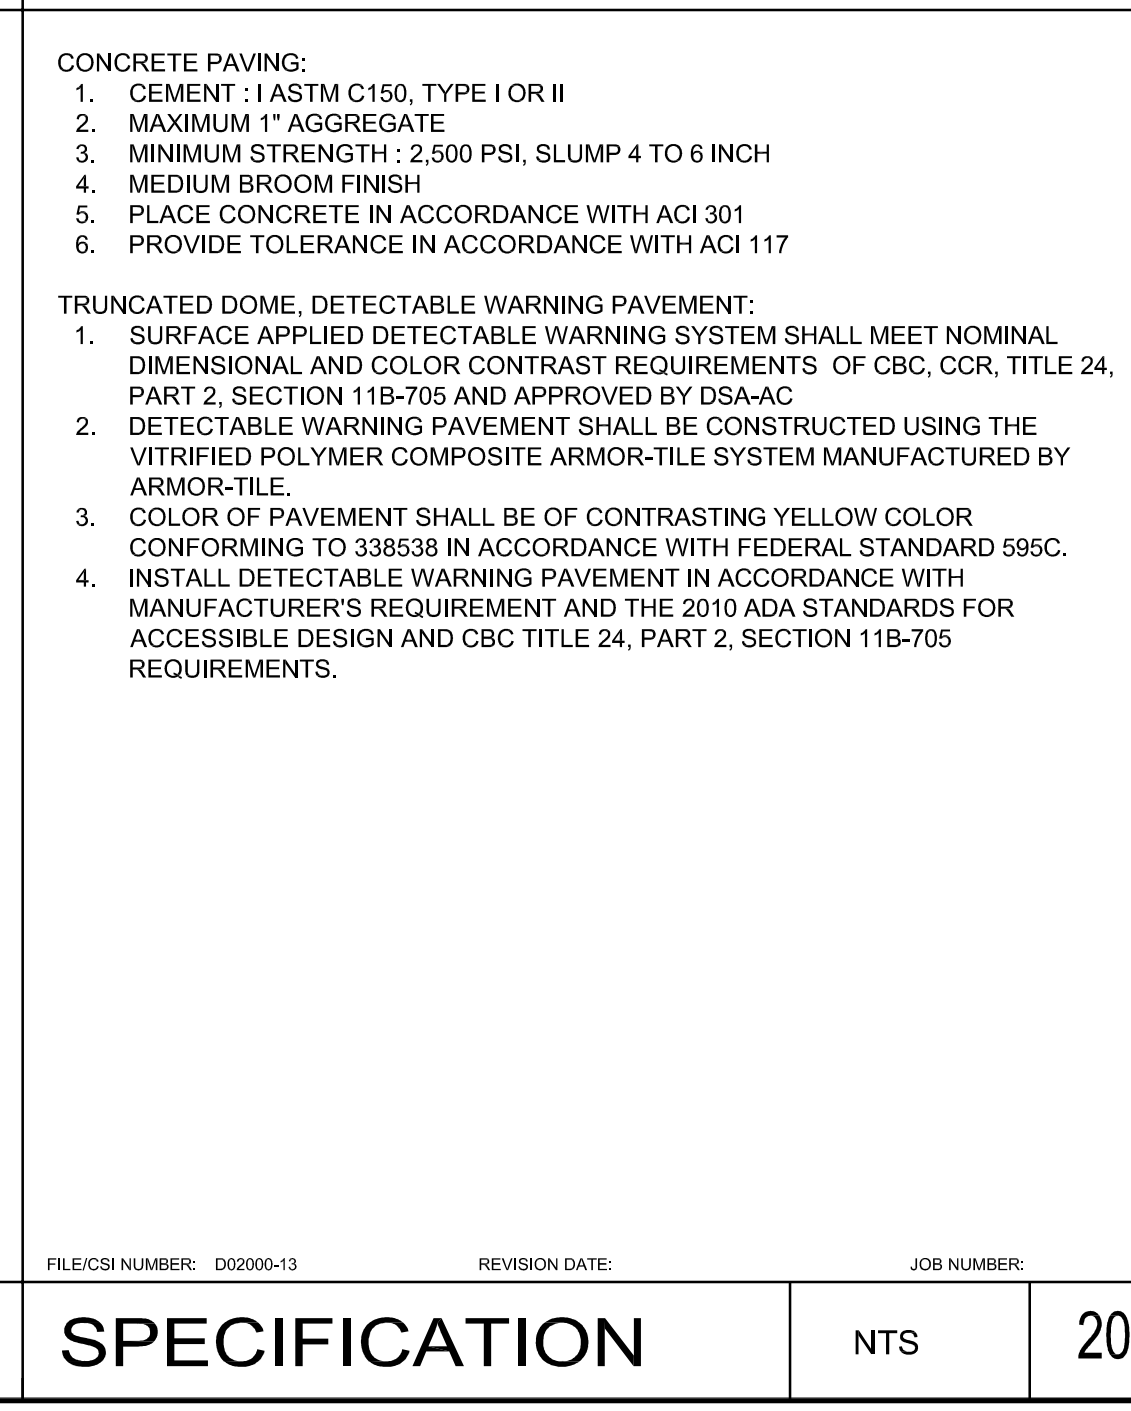 CONCRETE PAVING:
1. CEMENT : I ASTM C150, TYPE I OR II
2. MAXIMUM 1" AGGREGATE
3. MINIMUM STRENGTH : 2,500 PSI, SLUMP 4 TO 6 INCH
4. MEDIUM BROOM FINISH
5. PLACE CONCRETE IN ACCORDANCE WITH ACI 301
6. PROVIDE TOLERANCE IN ACCORDANCE WITH ACI 117
TRUNCATED DOME, DETECTABLE WARNING PAVEMENT:
1. SURFACE APPLIED DETECTABLE WARNING SYSTEM SHALL MEET NOMINAL
DIMENSIONAL AND COLOR CONTRAST REQUIREMENTS OF CBC, CCR, TITLE 24,
PART 2, SECTION 11B-705 AND APPROVED BY DSA-AC
2. DETECTABLE WARNING PAVEMENT SHALL BE CONSTRUCTED USING THE
VITRIFIED POLYMER COMPOSITE ARMOR-TILE SYSTEM MANUFACTURED BY
ARMOR-TILE.
3. COLOR OF PAVEMENT SHALL BE OF CONTRASTING YELLOW COLOR
CONFORMING TO 338538 IN ACCORDANCE WITH FEDERAL STANDARD 595C.
4. INSTALL DETECTABLE WARNING PAVEMENT IN ACCORDANCE WITH
MANUFACTURER'S REQUIREMENT AND THE 2010 ADA STANDARDS FOR
ACCESSIBLE DESIGN AND CBC TITLE 24, PART 2, SECTION 11B-705
REQUIREMENTS.
FILE/CSI NUMBER: D02000-13 REVISION DATE: JOB NUMBER:
SPECIFICATION NTS 20